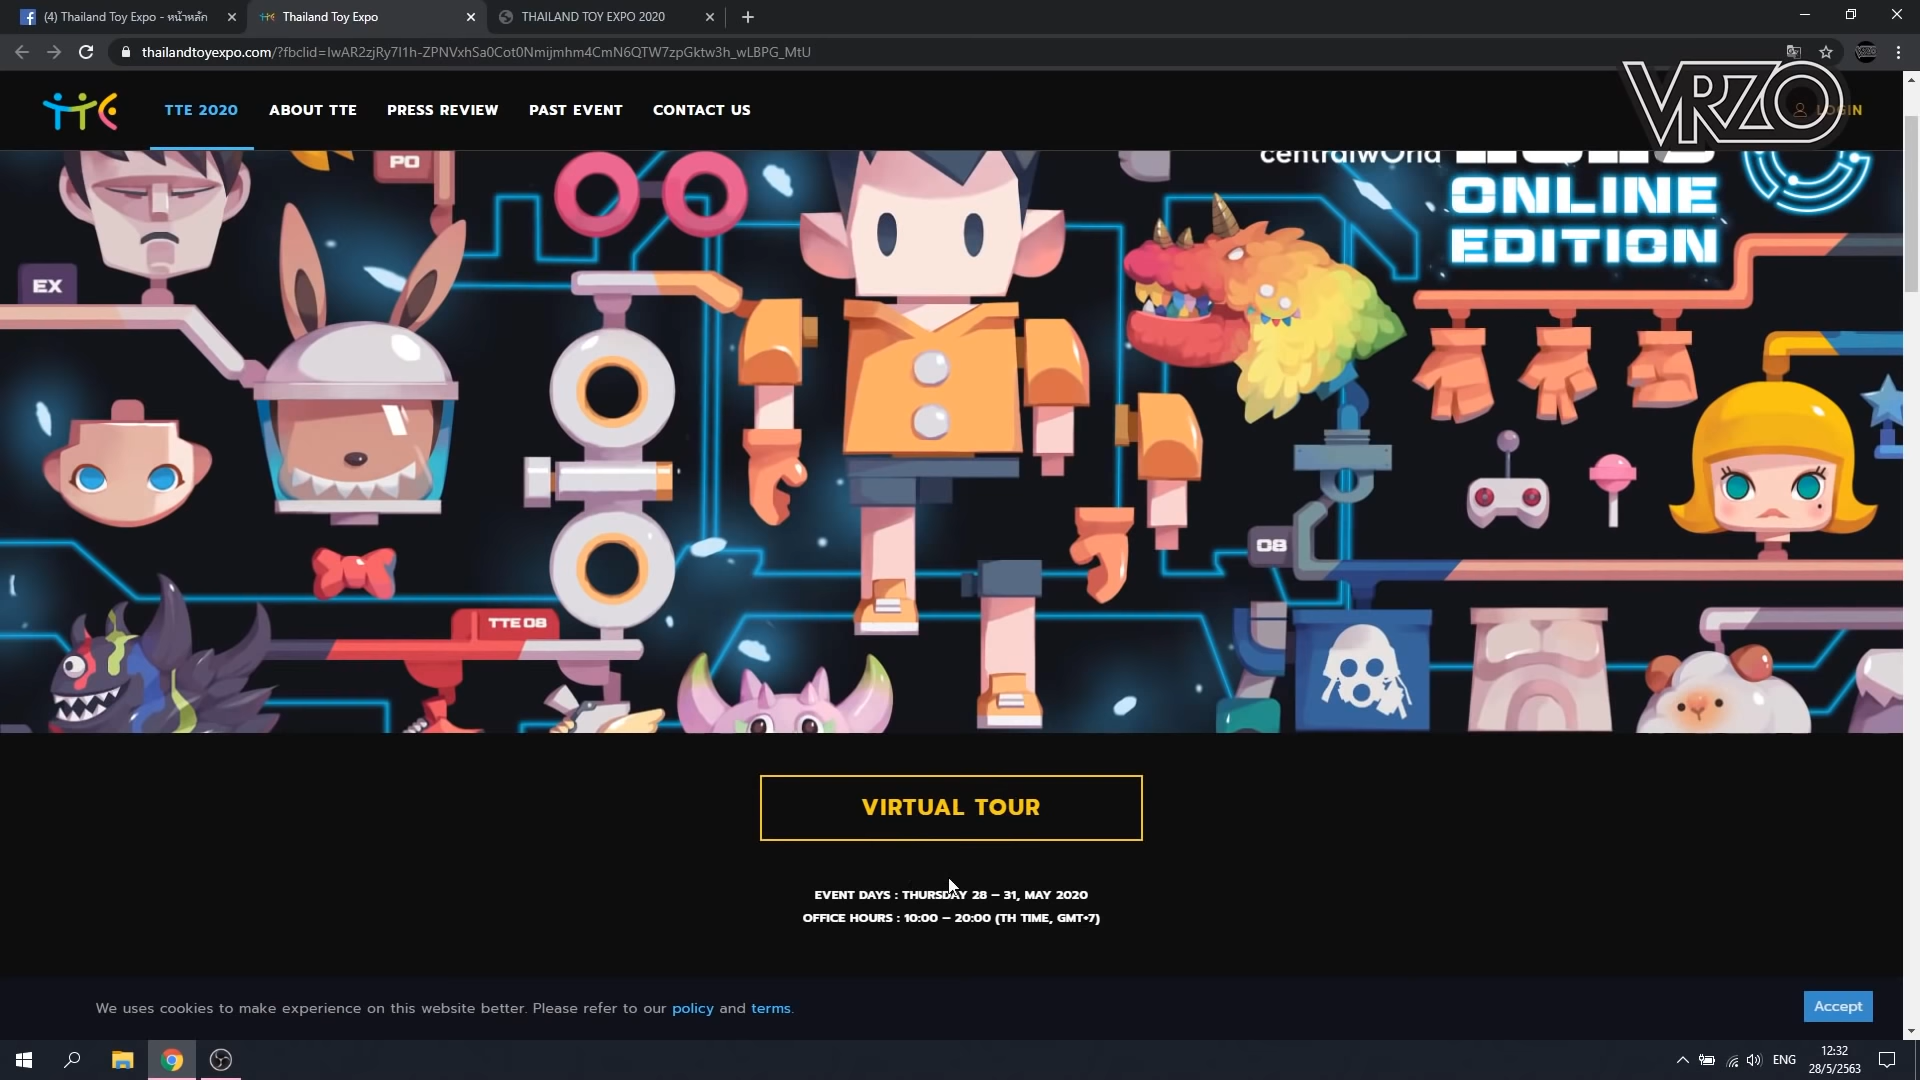 (4) Thailand Toy Expo - หน้าหลัก
Thailand Toy Expo
THAILAND TOY EXPO 2020
thailandtoyexpo.com/?fbclid=IwAR2zjRy7I1h-ZPNVxhSa0Cot0Nmijmhm4CmN6QTW7zpGktw3h_wLBPG_MtU
TTE
TTE 2020
ABOUT TTE
PRESS REVIEW
PAST EVENT
CONTACT US
VRZO
LOGIN
PO
centralwOrld
ONLINE
EDITION
EX
08
TTE 08
VIRTUAL TOUR
EVENT DAYS : THURSDAY 28 – 31, MAY 2020
OFFICE HOURS : 10:00 – 20:00 (TH TIME, GMT+7)
We uses cookies to make experience on this website better. Please refer to our policy and terms.
Accept
ENG
12:32
28/5/2563